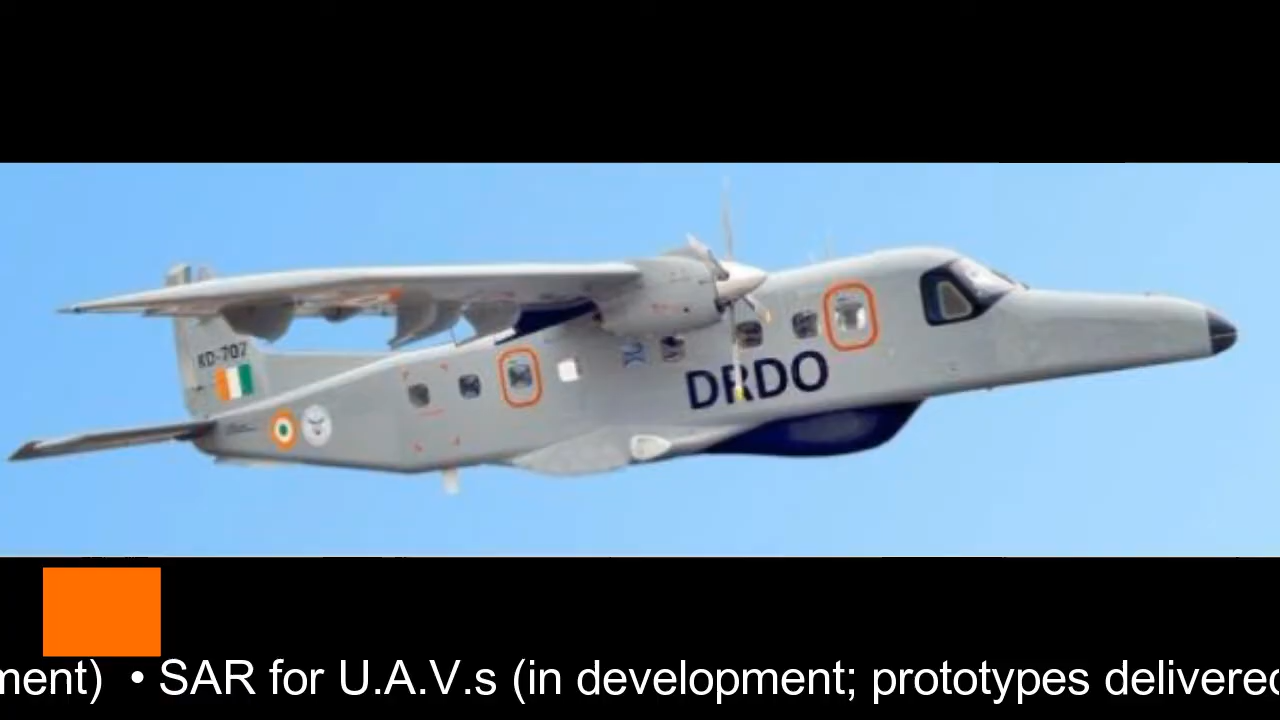 KD-707
DRDO
ment) • SAR for U.A.V.s (in development; prototypes delivered